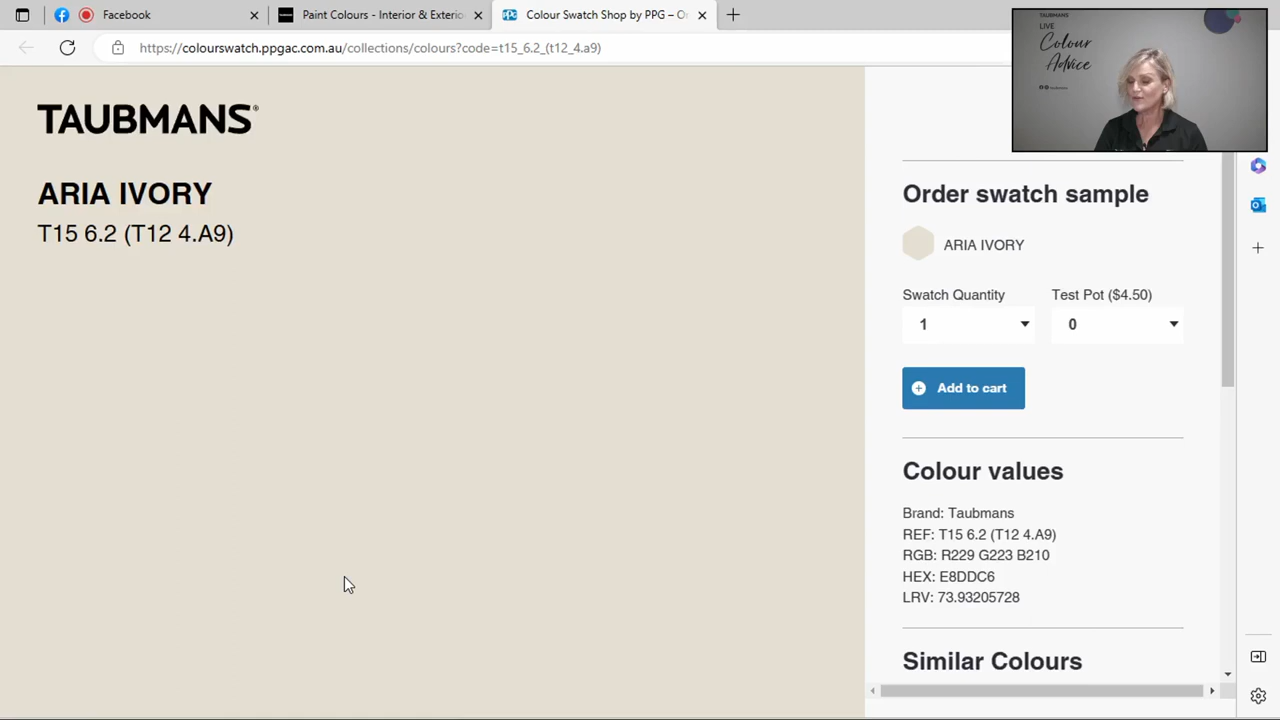 Facebook
Paint Colours - Interior & Exterio
Colour Swatch Shop by PPG – O
https://colourswatch.ppgac.com.au/collections/colours?code=t15_6.2_(t12_4.a9)
TAUBMANS
LIVE
Colour
Advice
TAUBMANS®
ARIA IVORY
T15 6.2 (T12 4.A9)
Order swatch sample
ARIA IVORY
Swatch Quantity
Test Pot ($4.50)
1
0
Add to cart
Colour values
Brand: Taubmans
REF: T15 6.2 (T12 4.A9)
RGB: R229 G223 B210
HEX: E8DDC6
LRV: 73.93205728
Similar Colours